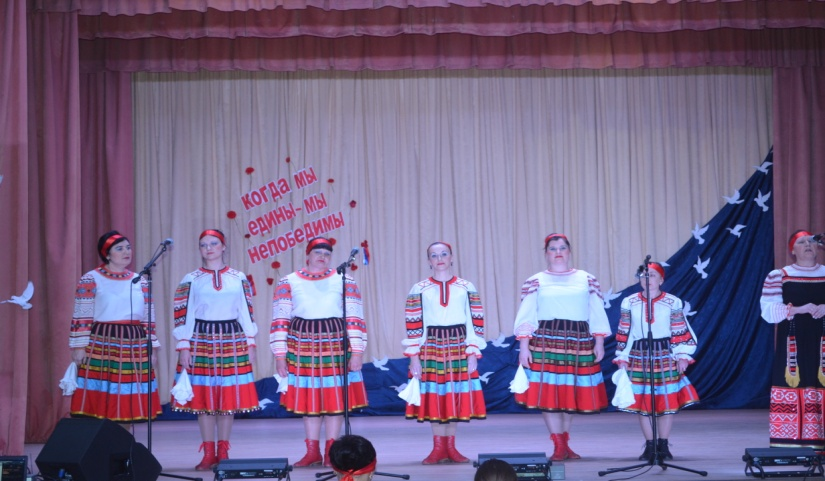 когда мы
едины - мы
непобедимы